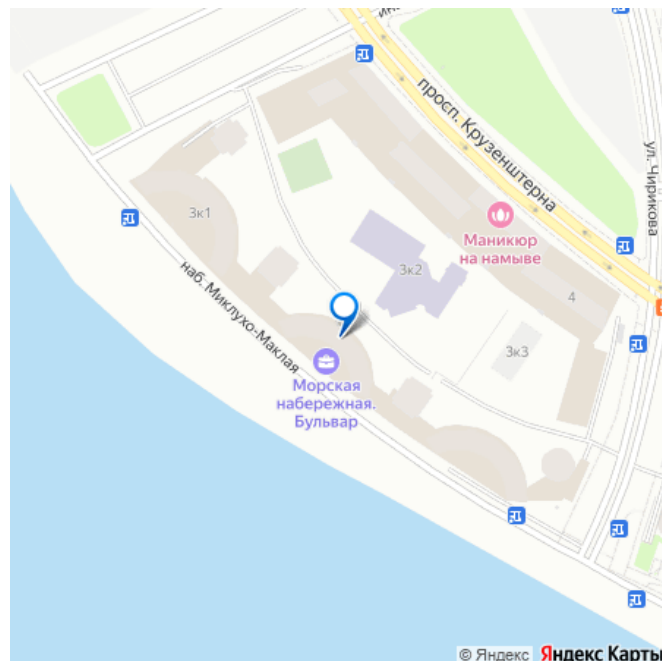 ина
просп. Крузенштерна
ул. Чирикова
3к1
Маникюр
на намыве
3к2
4
наб. Миклухо-Маклая
3к3
Морская
набережная.
Бульвар
© Яндекс Яндекс Карты